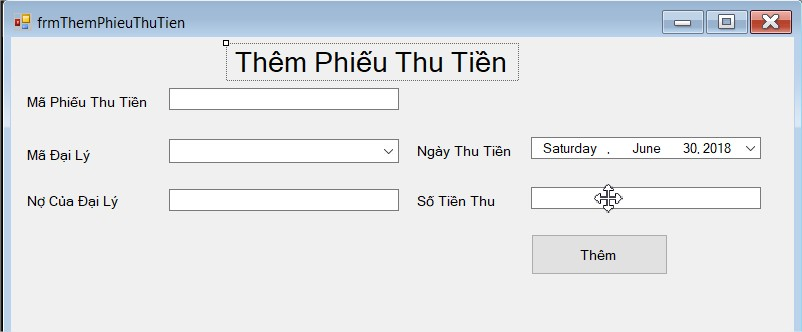 frmThemPhieuThuTien
Thêm Phiếu Thu Tiền
Mã Phiếu Thu Tiền
Mã Đại Lý
Ngày Thu Tiền
Saturday , June 30, 2018
Nợ Của Đại Lý
Số Tiền Thu
Thêm